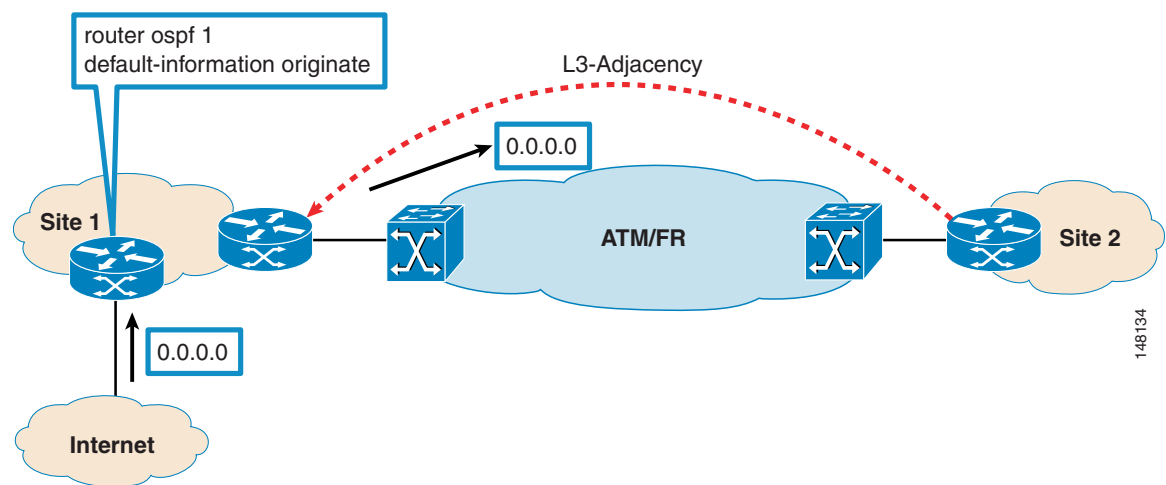 router ospf 1
default-information originate
L3-Adjacency
0.0.0.0
Site 1
ATM/FR
Site 2
0.0.0.0
148134
Internet